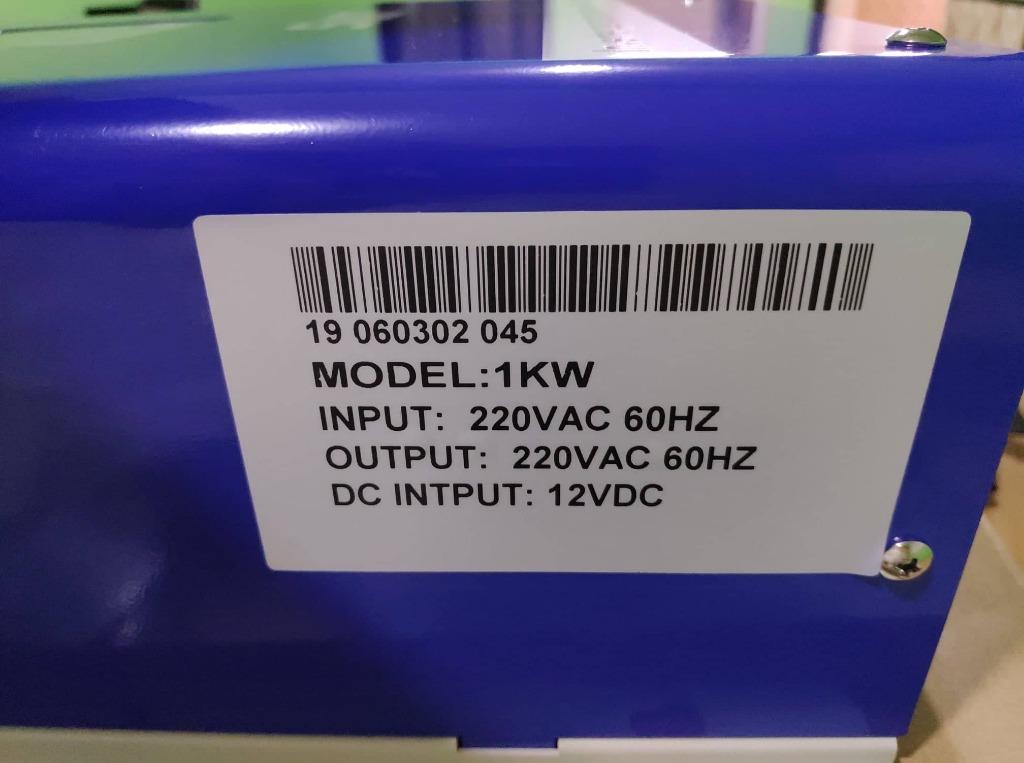 19 060302 045
MODEL:1KW
INPUT: 220VAC 60HZ
OUTPUT: 220VAC 60HZ
DC INTPUT: 12VDC